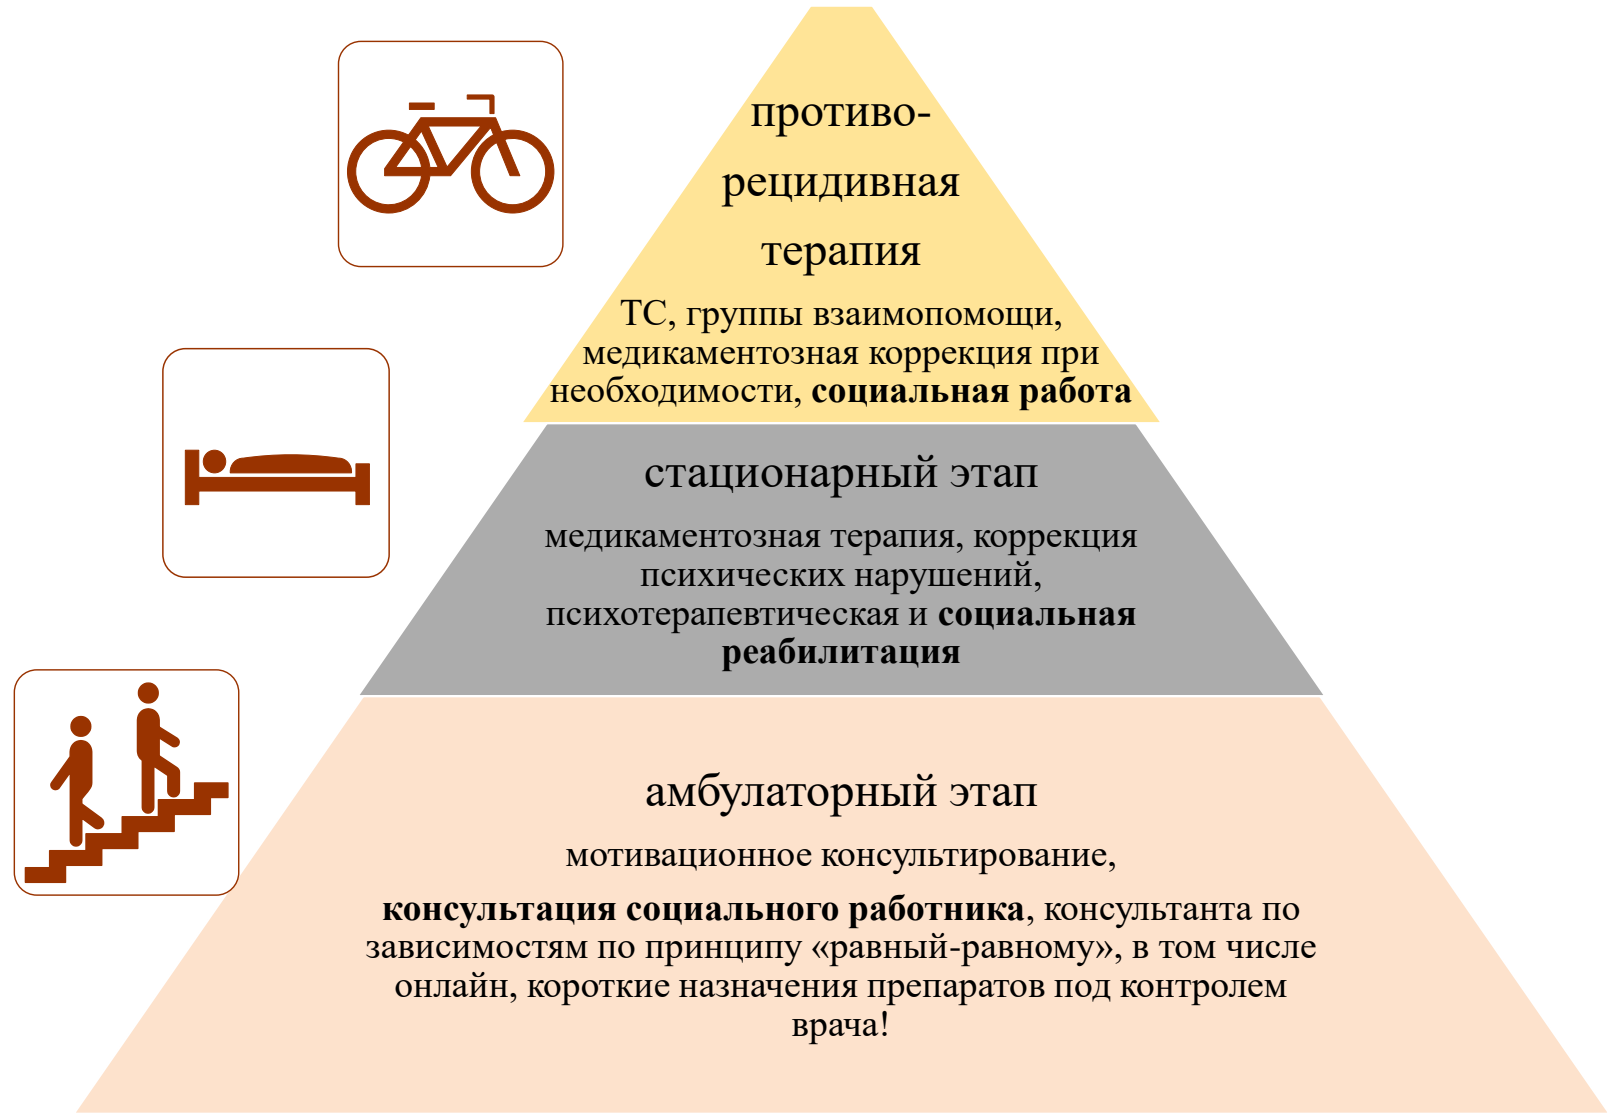 противо-
рецидивная
терапия
ТС, группы взаимопомощи,
медикаментозная коррекция при
необходимости, социальная работа
стационарный этап
медикаментозная терапия, коррекция
психических нарушений,
психотерапевтическая и социальная
реабилитация
амбулаторный этап
мотивационное консультирование,
консультация социального работника, консультанта по
зависимостям по принципу «равный-равному», в том числе
онлайн, короткие назначения препаратов под контролем
врача!